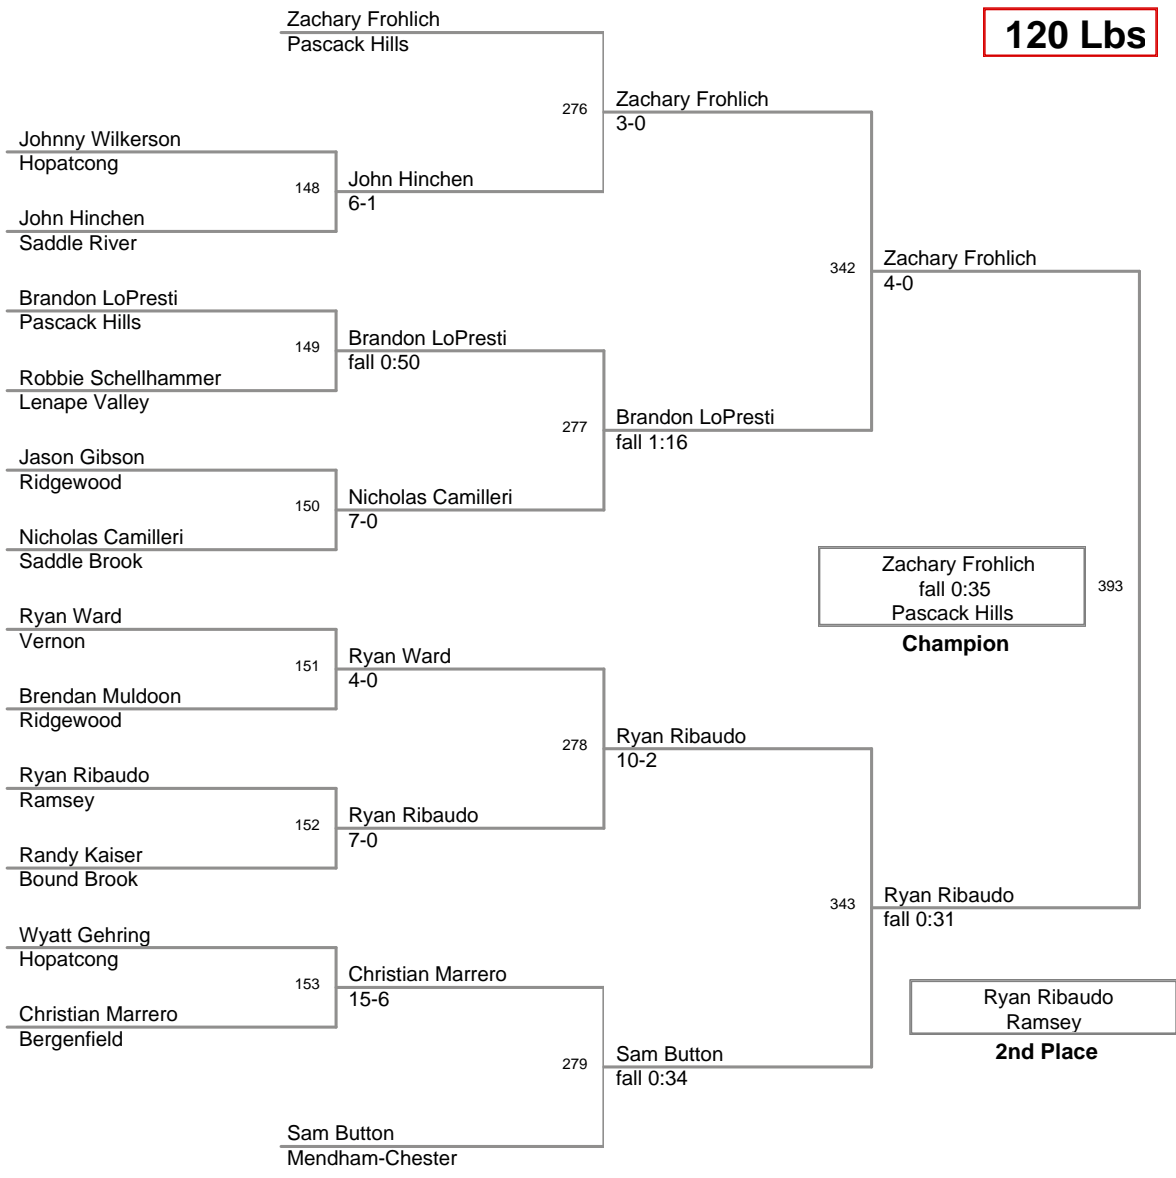 Zachary Frohlich
Pascack Hills
120 Lbs
276
Zachary Frohlich
3-0
Johnny Wilkerson
Hopatcong
148
John Hinchen
6-1
John Hinchen
Saddle River
342
Zachary Frohlich
4-0
Brandon LoPresti
Pascack Hills
149
Brandon LoPresti
fall 0:50
Robbie Schellhammer
Lenape Valley
277
Brandon LoPresti
fall 1:16
Jason Gibson
Ridgewood
150
Nicholas Camilleri
7-0
Nicholas Camilleri
Saddle Brook
Zachary Frohlich
fall 0:35
Pascack Hills
Champion
393
Ryan Ward
Vernon
151
Ryan Ward
4-0
Brendan Muldoon
Ridgewood
278
Ryan Ribaudo
10-2
Ryan Ribaudo
Ramsey
152
Ryan Ribaudo
7-0
Randy Kaiser
Bound Brook
343
Ryan Ribaudo
fall 0:31
Wyatt Gehring
Hopatcong
153
Christian Marrero
15-6
Christian Marrero
Bergenfield
Ryan Ribaudo
Ramsey
2nd Place
279
Sam Button
fall 0:34
Sam Button
Mendham-Chester